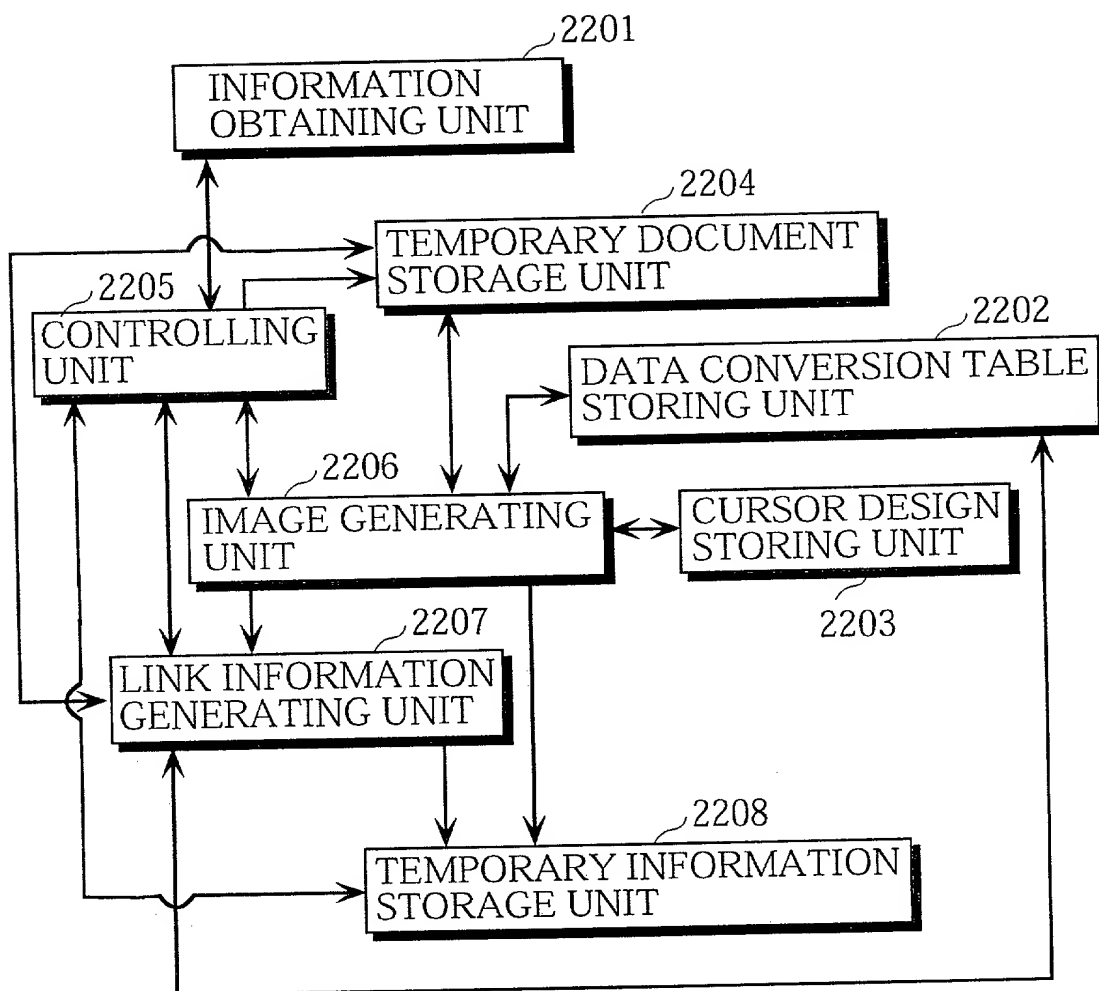 2201
INFORMATION
OBTAINING UNIT
2204
TEMPORARY DOCUMENT
STORAGE UNIT
2205
CONTROLLING
UNIT
2202
DATA CONVERSION TABLE
STORING UNIT
2206
IMAGE GENERATING
UNIT
CURSOR DESIGN
STORING UNIT
2203
2207
LINK INFORMATION
GENERATING UNIT
2208
TEMPORARY INFORMATION
STORAGE UNIT